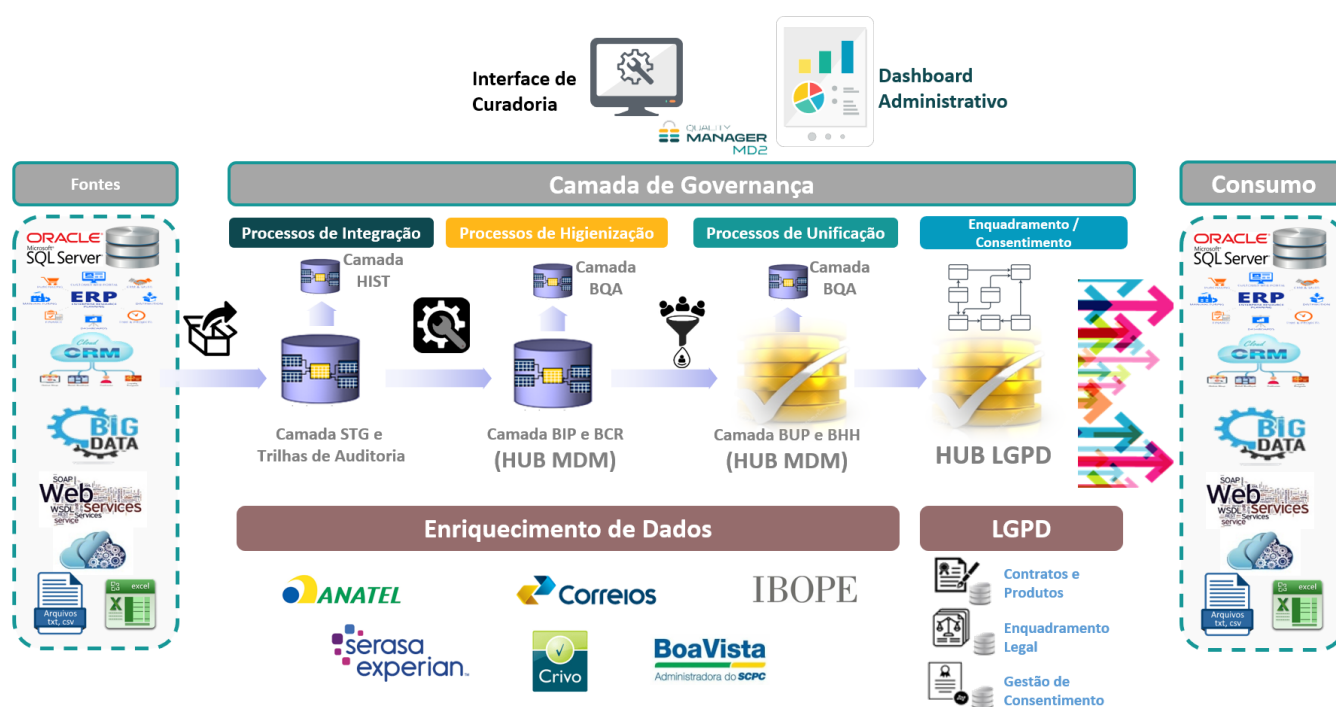 Interface de
Curadoria
QUALITY
MANAGER
MD2
Dashboard
Administrativo
Fontes
Camada de Governança
Consumo
Processos de Integração
Processos de Higienização
Processos de Unificação
Enquadramento /
Consentimento
ORACLE
Microsoft
SQL Server
ERP
Cloud
CRM
BIG
DATA
SOAP
Web
WSDL Services
service
Arquivos
txt, csv
excel
Camada
HIST
Camada
BQA
Camada
BQA
Camada STG e
Trilhas de Auditoria
Camada BIP e BCR
(HUB MDM)
Camada BUP e BHH
(HUB MDM)
HUB LGPD
ORACLE
Microsoft
SQL Server
ERP
Cloud
CRM
BIG
DATA
SOAP
Web
WSDL Services
service
Arquivos
txt, csv
excel
Enriquecimento de Dados
LGPD
ANATEL
Correios
IBOPE
serasa
experian
Crivo
BoaVista
Administradora do SCPC
Contratos e
Produtos
Enquadramento
Legal
Gestão de
Consentimento